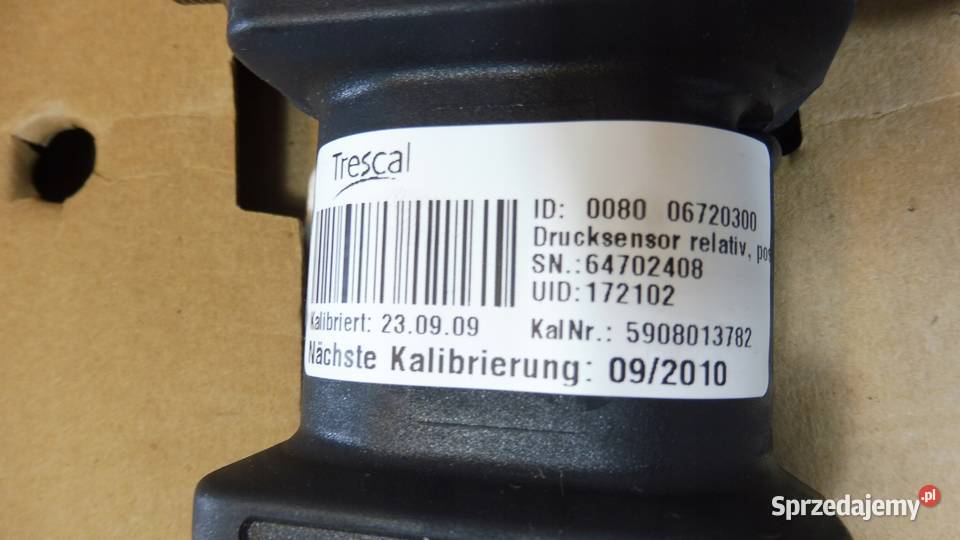 Trescal
ID: 0080 06720300
Drucksensor relativ,
SN.:64702408
UID:172102
Kalibriert: 23.09.09 KalNr.: 5908013782
Nächste Kalibrierung: 09/2010
Sprzedajemy.pl